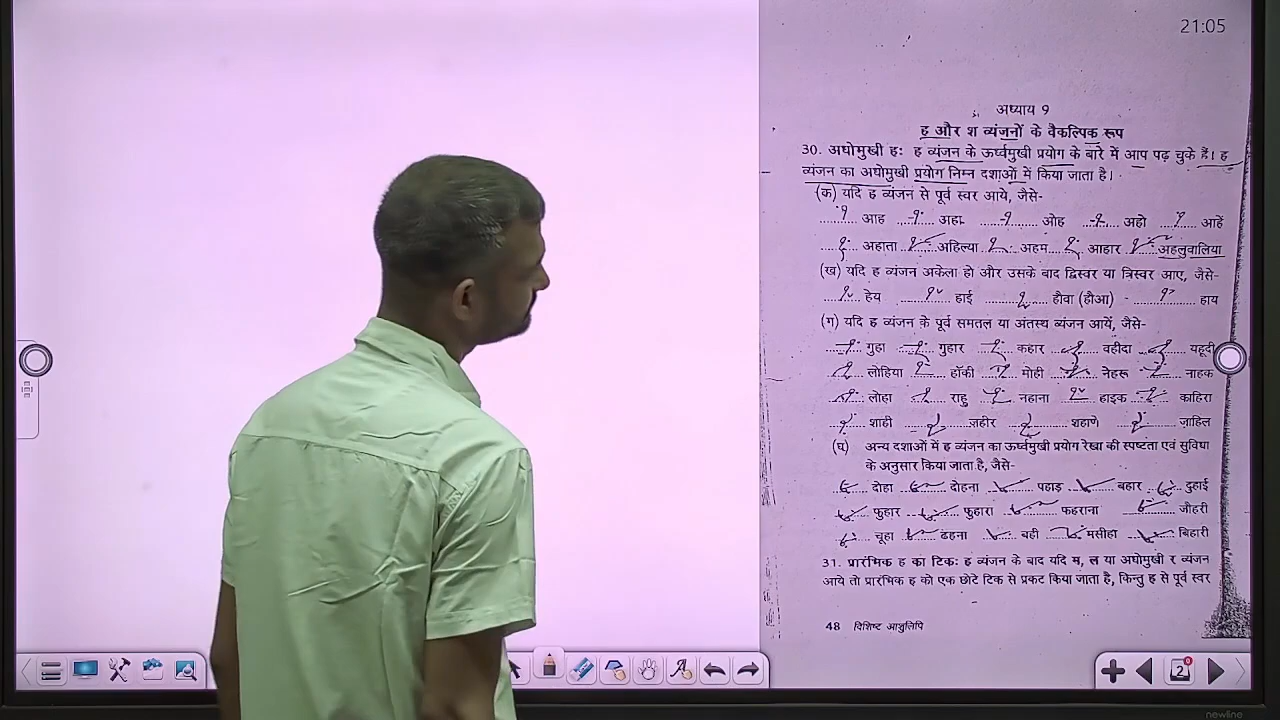 21:05
अध्याय 9
ह और श व्यंजनों के वैकल्पिक रूप
30. अधोमुखी हः ह व्यंजन के ऊर्ध्वमुखी प्रयोग के बारे में आप पढ़ चुके हैं। ह
व्यंजन का अधोमुखी प्रयोग निम्न दशाओं में किया जाता है।
(क) यदि ह व्यंजन से पूर्व स्वर आये, जैसे-
आह अहा ओह अहो आहें
अहाता अहिल्या अहम आहार अहलुवालिया
(ख) यदि ह व्यंजन अकेला हो और उसके बाद द्विस्वर या त्रिस्वर आए, जैसे-
हेय हाई हौवा (हौआ) - हाय
(ग) यदि ह व्यंजन के पूर्व समतल या अंतस्थ व्यंजन आयें, जैसे-
गुहा गुहार कहार वहीदा यहूदी
लोहिया हॉकी मोही नेहरू नाहक
लोहा राहु नहाना हाइक काहिरा
शाही ज़हीर शहाणे ज़ाहिल
(घ) अन्य दशाओं में ह व्यंजन का ऊर्ध्वमुखी प्रयोग रेखा की स्पष्टता एवं सुविधा
के अनुसार किया जाता है, जैसे-
दोहा दोहना पहाड़ बहार दुहाई
फुहार फुहारा फहराना जौहरी
चूहा ढहना बही मसीहा बिहारी
31. प्रारंभिक ह का टिकः ह व्यंजन के बाद यदि म, ल या अधोमुखी र व्यंजन
आये तो प्रारंभिक ह को एक छोटे टिक से प्रकट किया जाता है, किन्तु ह से पूर्व स्वर
48 विशिष्ट आशुलिपि
2
newline